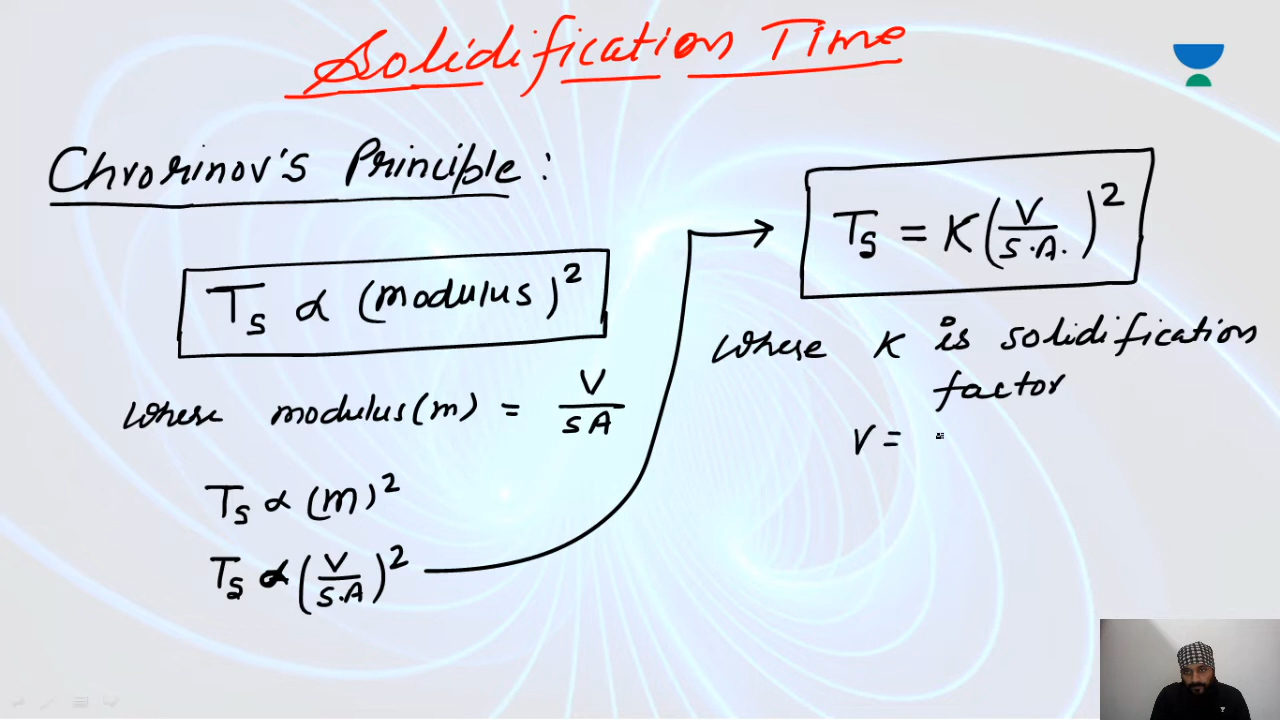 Solidification Time
Chvorinov's Principle:
Ts ∝ (modulus)²
where modulus(m) = V/SA
Ts ∝ (m)²
Ts ∝ (V/S.A)²
Ts = K(V/S.A.)²
where K is solidification
factor
V =